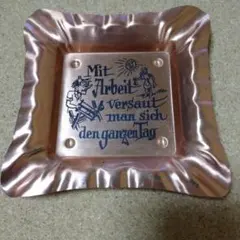 Mit
Arbeit
versaut
man sich
den ganzen Tag